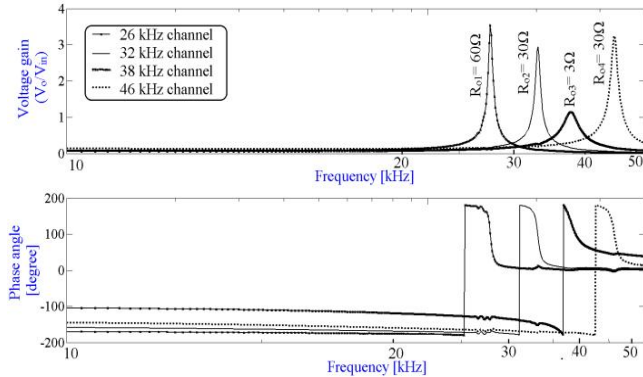 4
3
2
1
0
Voltage gain
(Vo/Vin)
26 kHz channel
32 kHz channel
38 kHz channel
46 kHz channel
Ro1= 60Ω
Ro2= 30Ω
Ro3= 3Ω
Ro4= 30Ω
10
20
30
40
50
Frequency [kHz]
200
100
0
-100
-200
Phase angle
[degree]
10
20
30
40
50
Frequency [kHz]